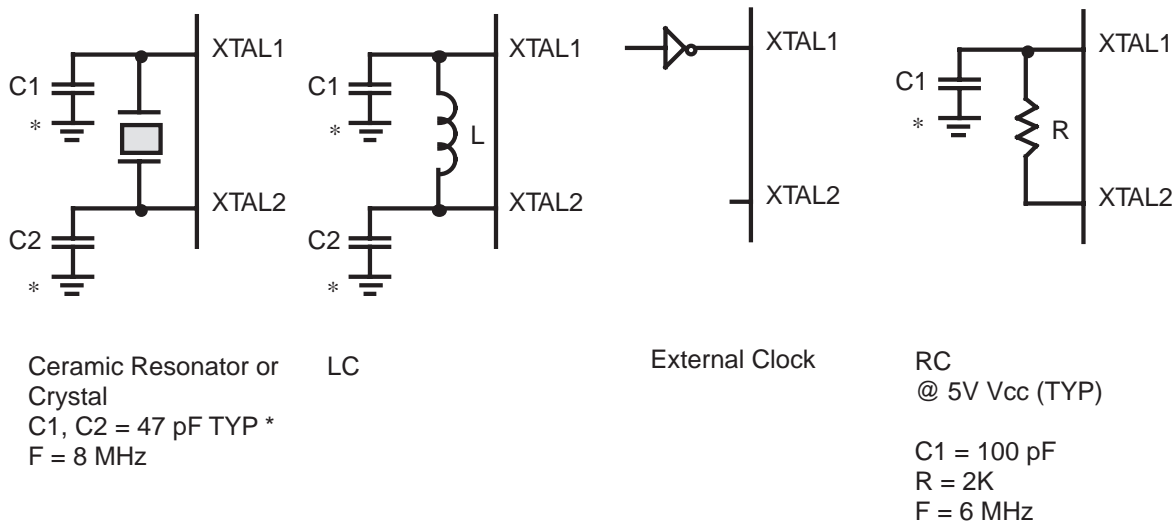 XTAL1
C1
*
XTAL2
C2
*
XTAL1
C1
*
L
XTAL2
C2
*
XTAL1
XTAL2
XTAL1
C1
*
R
XTAL2
Ceramic Resonator or
Crystal
C1, C2 = 47 pF TYP *
F = 8 MHz
LC
External Clock
RC
@ 5V Vcc (TYP)
C1 = 100 pF
R = 2K
F = 6 MHz